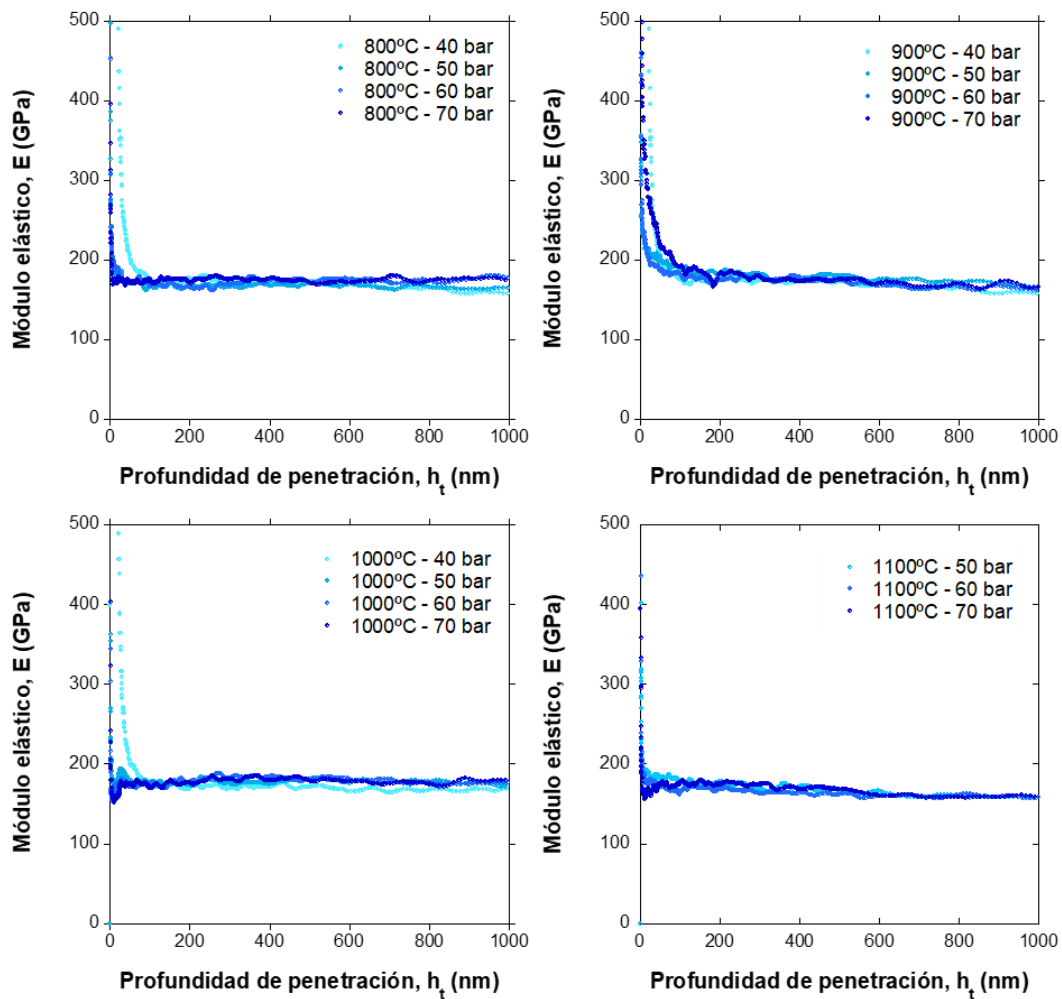 500
400
300
200
100
0
Módulo elástico, E (GPa)
800ºC - 40 bar
800ºC - 50 bar
800ºC - 60 bar
800ºC - 70 bar
0 200 400 600 800 1000
Profundidad de penetración, h_t (nm)
500
400
300
200
100
0
Módulo elástico, E (GPa)
900ºC - 40 bar
900ºC - 50 bar
900ºC - 60 bar
900ºC - 70 bar
0 200 400 600 800 1000
Profundidad de penetración, h_t (nm)
500
400
300
200
100
0
Módulo elástico, E (GPa)
1000ºC - 40 bar
1000ºC - 50 bar
1000ºC - 60 bar
1000ºC - 70 bar
0 200 400 600 800 1000
Profundidad de penetración, h_t (nm)
500
400
300
200
100
0
Módulo elástico, E (GPa)
1100ºC - 50 bar
1100ºC - 60 bar
1100ºC - 70 bar
0 200 400 600 800 1000
Profundidad de penetración, h_t (nm)